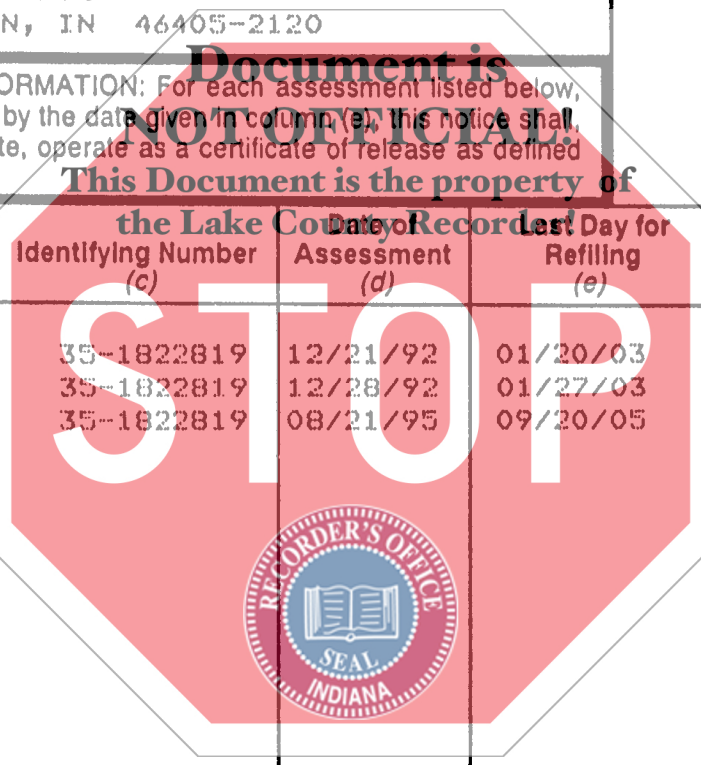 N, IN 46405-2120
Document is
ORMATION: For each assessment listed below,
NOT OFFICIAL!
by the date given in column (e), this notice shall,
te, operate as a certificate of release as defined
This Document is the property of
the Lake County Recorder!
Identifying Number
(c)
Date of
Assessment
(d)
Last Day for
Refiling
(e)
35-1822819 12/21/92 01/20/03
35-1822819 12/28/92 01/27/03
35-1822819 08/21/95 09/20/05
STOP
RECORDER'S OFFICE
SEAL
INDIANA